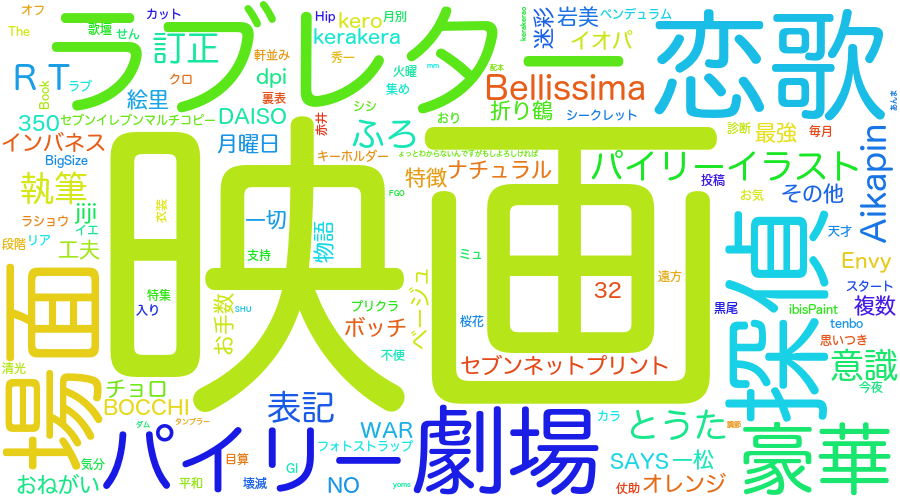 オフ
カット
Hip
kero
月別
kerakereo
迷彩
岩美
ペンデュラム
The
歌壇
せん
ラブレター
恋歌
イオパ
訂正
軒並み
秀一
kerakera
R T
ラブ
クロ
dpi
火曜
集め
Bellissima
Book
絵里
裏表
シシ
折り鶴
シークレット
あんま
350
セブンイレブンマルチコピー
DAISO
赤井
ふろ
おり
診断
最強
毎月
インバネス
月曜日
キーホルダー
ょっとわからないんですがもしよろしければ
Aikapin
BigSize
特徴
ナチュラル
パイリーイラスト
投稿
執筆
FGO
お気
その他
jiji
衣装
映画
一切
物語
ラショウ
イエ
段階
リア
工夫
支持
ミュ
探偵
天才
遠方
Envy
場面
特集
入り
お手数
SHU
プリクラ
ベージュ
32
スタート
複数
黒尾
ibisPaint
ボッチ
桜花
tenbo
思いつき
不便
清光
セブンネットプリント
意識
今夜
チョロ
BOCCHI
表記
ダム
タンブラー
パイリー
劇場
WAR
カラ
とうた
豪華
フォトストラップ
気分
目算
GI
SAYS
一松
おねがい
平和
壊滅
NO
yoms
仗助
オレンジ